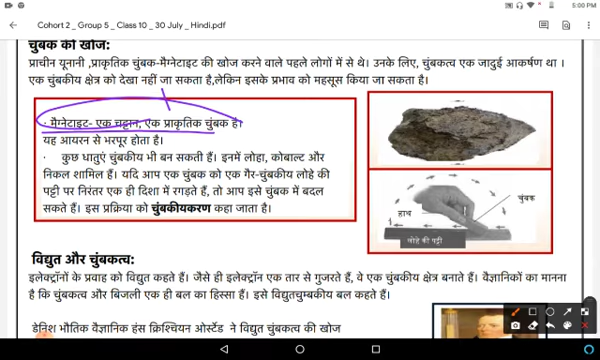 5:00 PM
Cohort 2 _ Group 5 _ Class 10 _ 30 July _ Hindi.pdf
चुंबक की खोज:
प्राचीन यूनानी ,प्राकृतिक चुंबक-मैग्नेटाइट की खोज करने वाले पहले लोगों में से थे। उनके लिए, चुंबकत्व एक जादुई आकर्षण था ।
एक चुंबकीय क्षेत्र को देखा नहीं जा सकता है,लेकिन इसके प्रभाव को महसूस किया जा सकता है।
· मैग्नेटाइट- एक चट्टान, एक प्राकृतिक चुंबक है।
यह आयरन से भरपूर होता है।
· कुछ धातुएं चुंबकीय भी बन सकती हैं। इनमें लोहा, कोबाल्ट और
निकल शामिल हैं। यदि आप एक चुंबक को एक गैर-चुंबकीय लोहे की
पट्टी पर निरंतर एक ही दिशा में रगड़ते हैं, तो आप इसे चुंबक में बदल
सकते हैं। इस प्रक्रिया को चुंबकीयकरण कहा जाता है।
चुंबक
हाथ
लोहे की पट्टी
विद्युत और चुंबकत्व:
इलेक्ट्रॉनों के प्रवाह को विद्युत कहते हैं। जैसे ही इलेक्ट्रॉन एक तार से गुजरते हैं, वे एक चुंबकीय क्षेत्र बनाते हैं। वैज्ञानिकों का मानना
है कि चुंबकत्व और बिजली एक ही बल का हिस्सा हैं। इसे विद्युतचुम्बकीय बल कहते हैं।
डेनिश भौतिक वैज्ञानिक हंस क्रिश्चियन ओर्स्टेड ने विद्युत चुंबकत्व की खोज